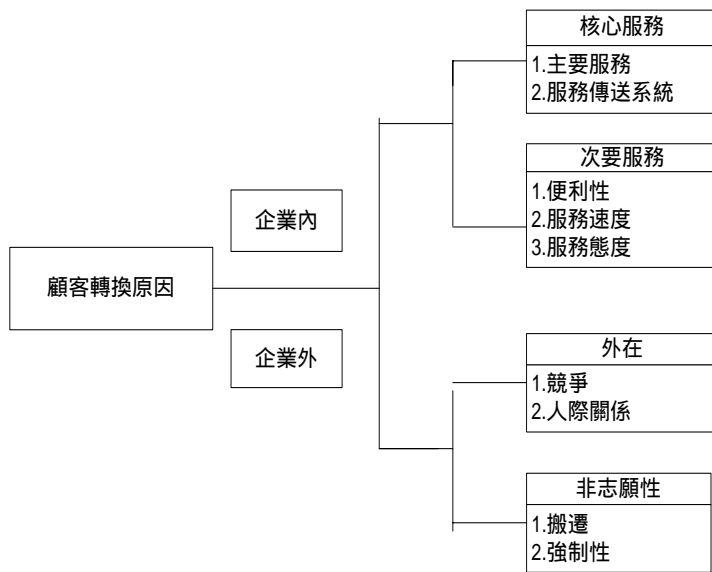 核心服務
1.主要服務
2.服務傳送系統
次要服務
1.便利性
2.服務速度
3.服務態度
企業內
顧客轉換原因
企業外
外在
1.競爭
2.人際關係
非志願性
1.搬遷
2.強制性